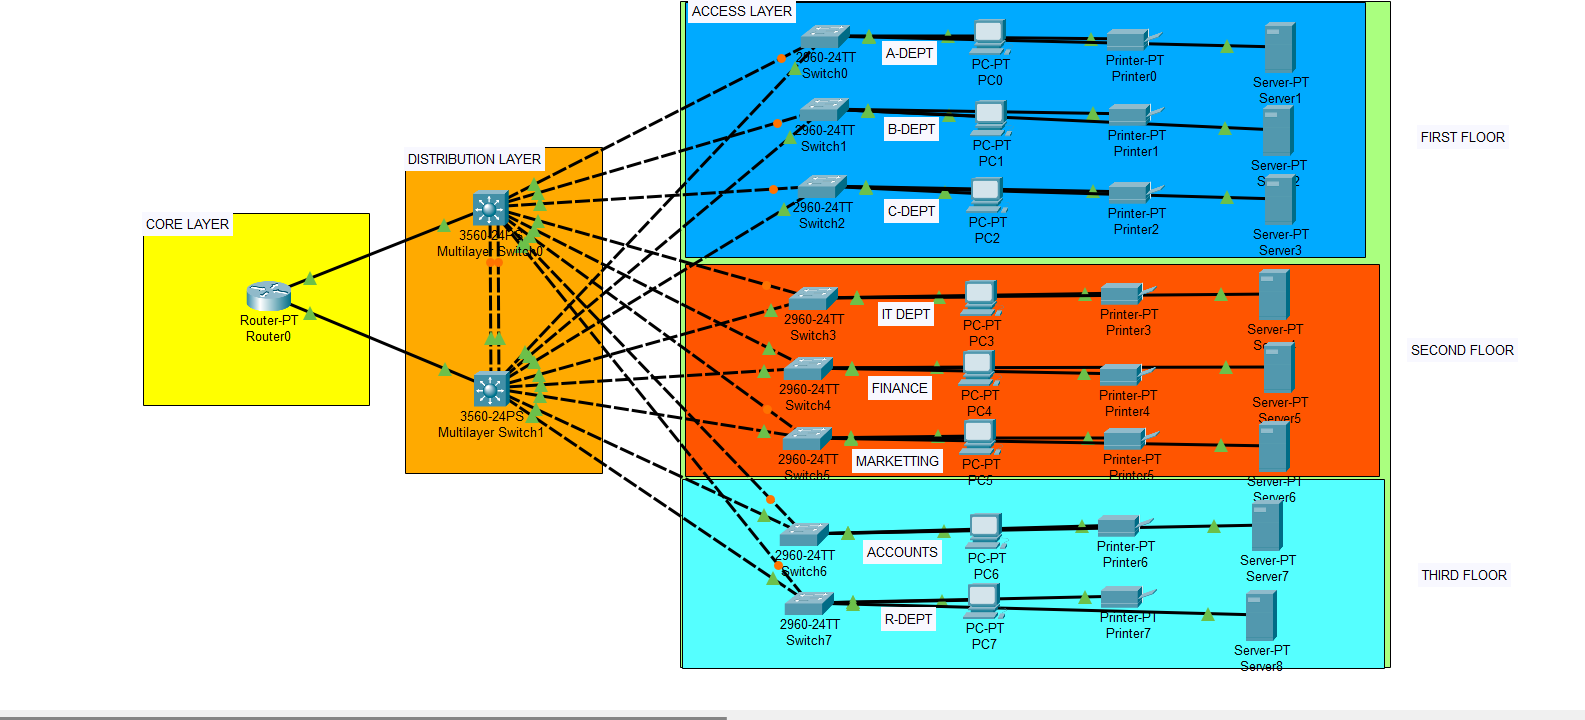 ACCESS LAYER
2960-24TT
Switch0
A-DEPT
PC-PT
PC0
Printer-PT
Printer0
Server-PT
Server1
2960-24TT
Switch1
B-DEPT
PC-PT
PC1
Printer-PT
Printer1
Server-PT
FIRST FLOOR
2960-24TT
Switch2
C-DEPT
PC-PT
PC2
Printer-PT
Printer2
Server-PT
Server3
DISTRIBUTION LAYER
3560-24PS
Multilayer Switch0
CORE LAYER
Router-PT
Router0
3560-24PS
Multilayer Switch1
2960-24TT
Switch3
IT DEPT
PC-PT
PC3
Printer-PT
Printer3
Server-PT
SECOND FLOOR
2960-24TT
Switch4
FINANCE
PC-PT
PC4
Printer-PT
Printer4
Server-PT
Server5
2960-24TT
Switch5
MARKETTING
PC-PT
PC5
Printer-PT
Printer5
Server-PT
Server6
2960-24TT
Switch6
ACCOUNTS
PC-PT
PC6
Printer-PT
Printer6
Server-PT
Server7
THIRD FLOOR
2960-24TT
Switch7
R-DEPT
PC-PT
PC7
Printer-PT
Printer7
Server-PT
Server8